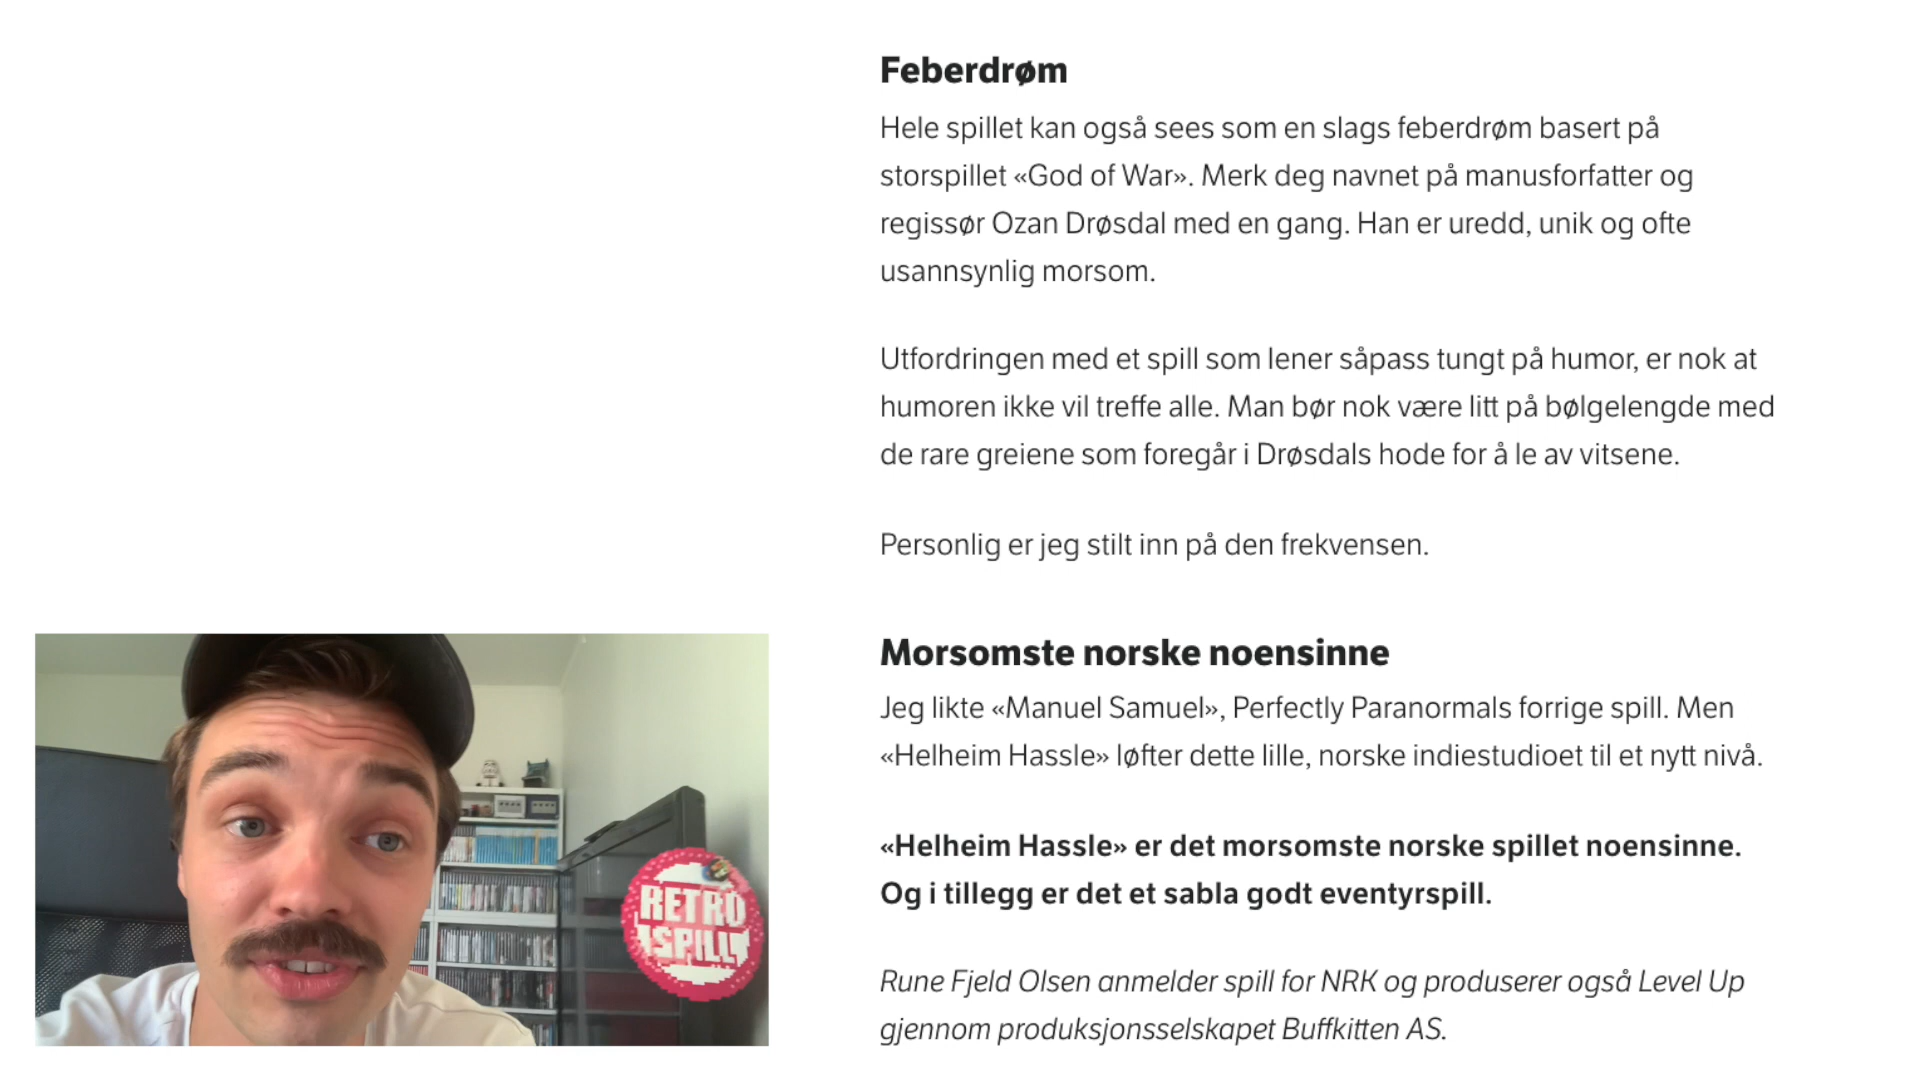 Feberdrøm
Hele spillet kan også sees som en slags feberdrøm basert på
storspillet «God of War». Merk deg navnet på manusforfatter og
regissør Ozan Drøsdal med en gang. Han er uredd, unik og ofte
usannsynlig morsom.
Utfordringen med et spill som lener såpass tungt på humor, er nok at
humoren ikke vil treffe alle. Man bør nok være litt på bølgelengde med
de rare greiene som foregår i Drøsdals hode for å le av vitsene.
Personlig er jeg stilt inn på den frekvensen.
Morsomste norske noensinne
Jeg likte «Manuel Samuel», Perfectly Paranormals forrige spill. Men
«Helheim Hassle» løfter dette lille, norske indiestudioet til et nytt nivå.
«Helheim Hassle» er det morsomste norske spillet noensinne.
Og i tillegg er det et sabla godt eventyrspill.
Rune Fjeld Olsen anmelder spill for NRK og produserer også Level Up
gjennom produksjonsselskapet Buffkitten AS.
RETRO
SPILL